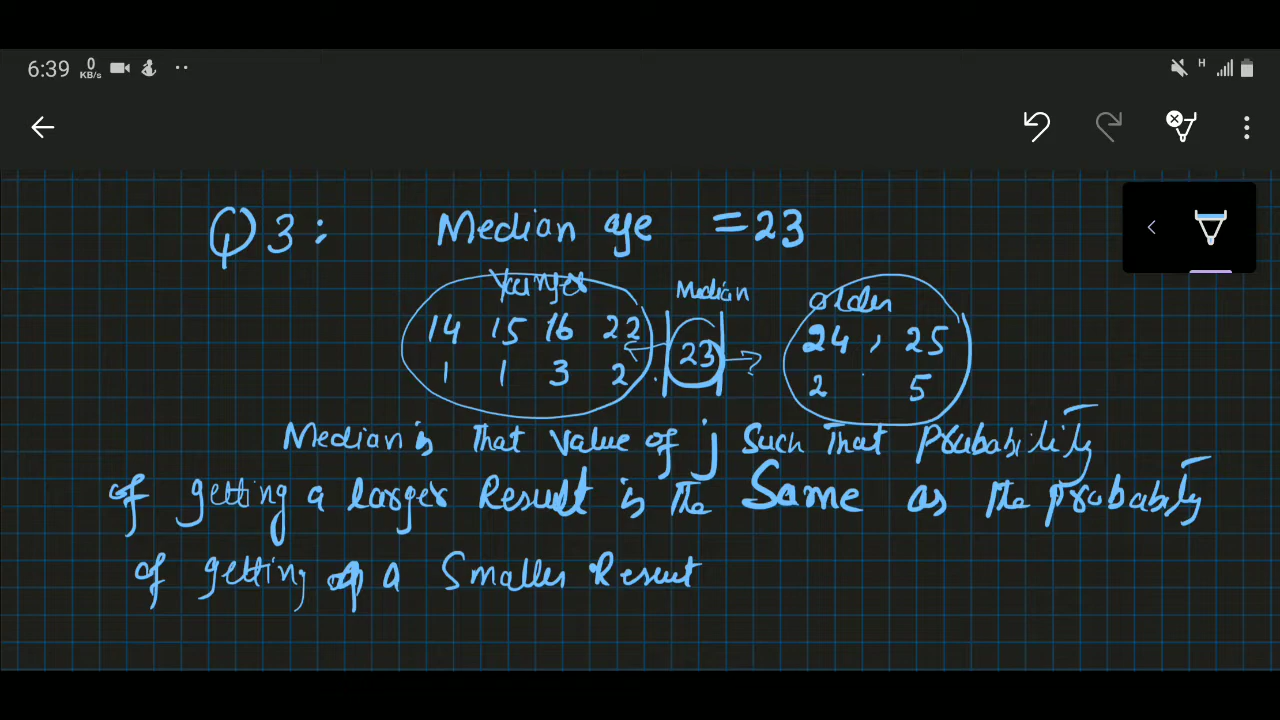 6:39 0 KB/s H
Q3: Median age = 23
Younger Median older
14 15 16 22 23 24 , 25
1 1 3 2 2 5
Median is That value of j Such That Probability
of getting a larger Result is the Same as the probability
of getting a Smaller Result